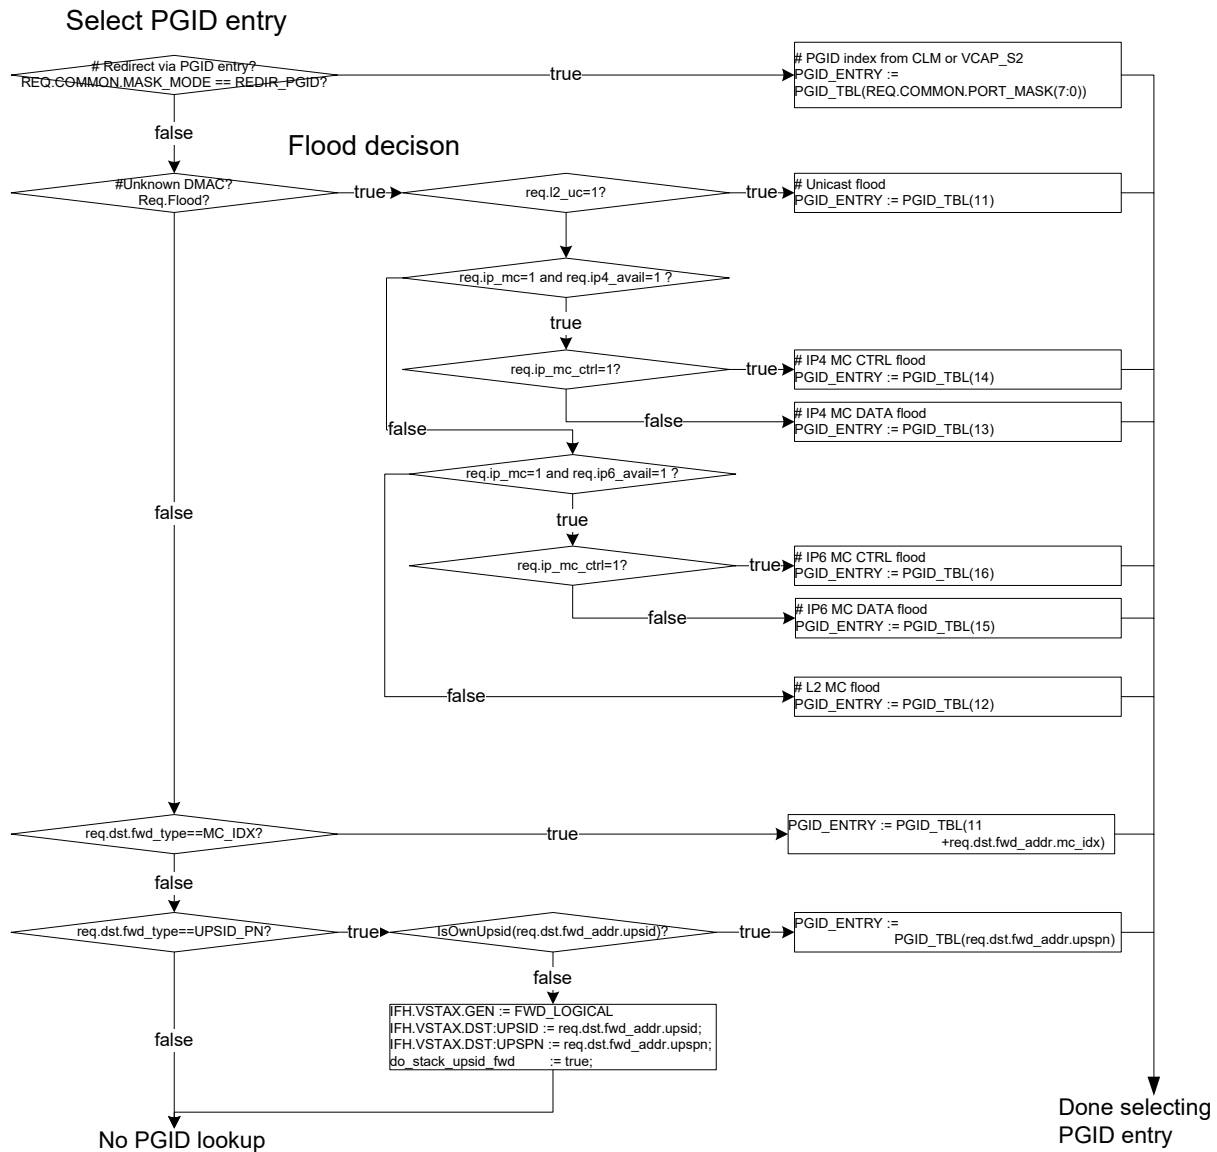 Select PGID entry
# Redirect via PGID entry?
REQ.COMMON.MASK_MODE == REDIR_PGID?
true
# PGID index from CLM or VCAP_S2
PGID_ENTRY :=
PGID_TBL(REQ.COMMON.PORT_MASK(7:0))
false
Flood decison
#Unknown DMAC?
Req.Flood?
true
req.l2_uc=1?
true
# Unicast flood
PGID_ENTRY := PGID_TBL(11)
req.ip_mc=1 and req.ip4_avail=1 ?
true
req.ip_mc_ctrl=1?
true
# IP4 MC CTRL flood
PGID_ENTRY := PGID_TBL(14)
false
# IP4 MC DATA flood
PGID_ENTRY := PGID_TBL(13)
false
req.ip_mc=1 and req.ip6_avail=1 ?
false
true
req.ip_mc_ctrl=1?
true
# IP6 MC CTRL flood
PGID_ENTRY := PGID_TBL(16)
false
# IP6 MC DATA flood
PGID_ENTRY := PGID_TBL(15)
false
# L2 MC flood
PGID_ENTRY := PGID_TBL(12)
req.dst.fwd_type==MC_IDX?
true
PGID_ENTRY := PGID_TBL(11
+req.dst.fwd_addr.mc_idx)
false
req.dst.fwd_type==UPSID_PN?
true
IsOwnUpsid(req.dst.fwd_addr.upsid)?
true
PGID_ENTRY :=
PGID_TBL(req.dst.fwd_addr.upspn)
false
IFH.VSTAX.GEN := FWD_LOGICAL
IFH.VSTAX.DST:UPSID := req.dst.fwd_addr.upsid;
IFH.VSTAX.DST:UPSPN := req.dst.fwd_addr.upspn;
do_stack_upsid_fwd := true;
false
No PGID lookup
Done selecting
PGID entry